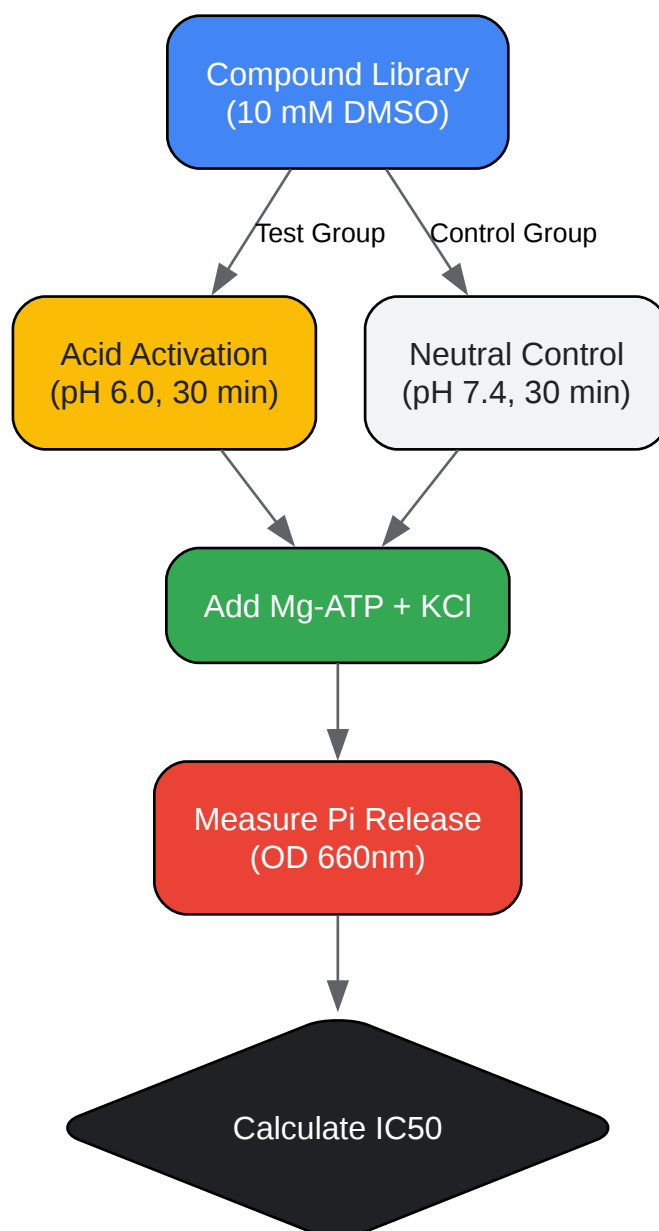 Compound Library
(10 mM DMSO)
Test Group
Control Group
Acid Activation
(pH 6.0, 30 min)
Neutral Control
(pH 7.4, 30 min)
Add Mg-ATP + KCl
Measure Pi Release
(OD 660nm)
Calculate IC50